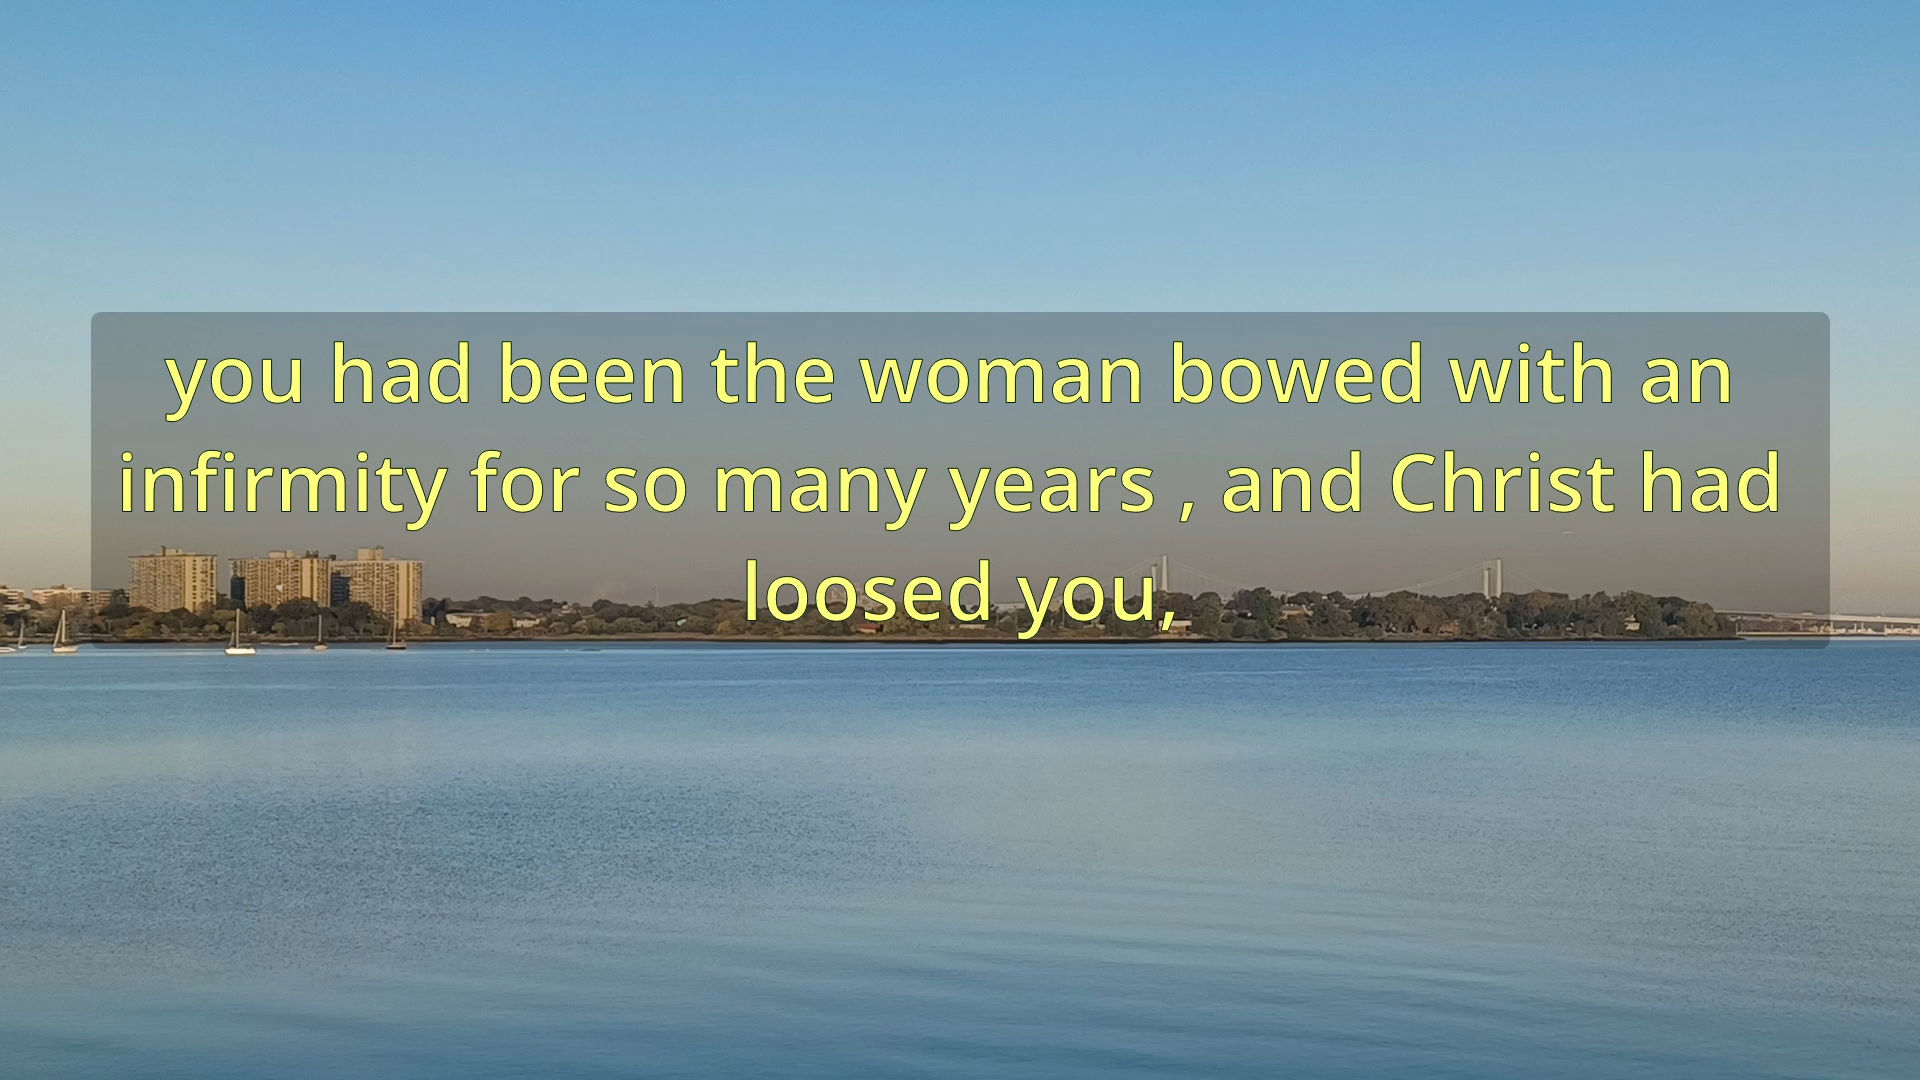 you had been the woman bowed with an
infirmity for so many years , and Christ had
loosed you,